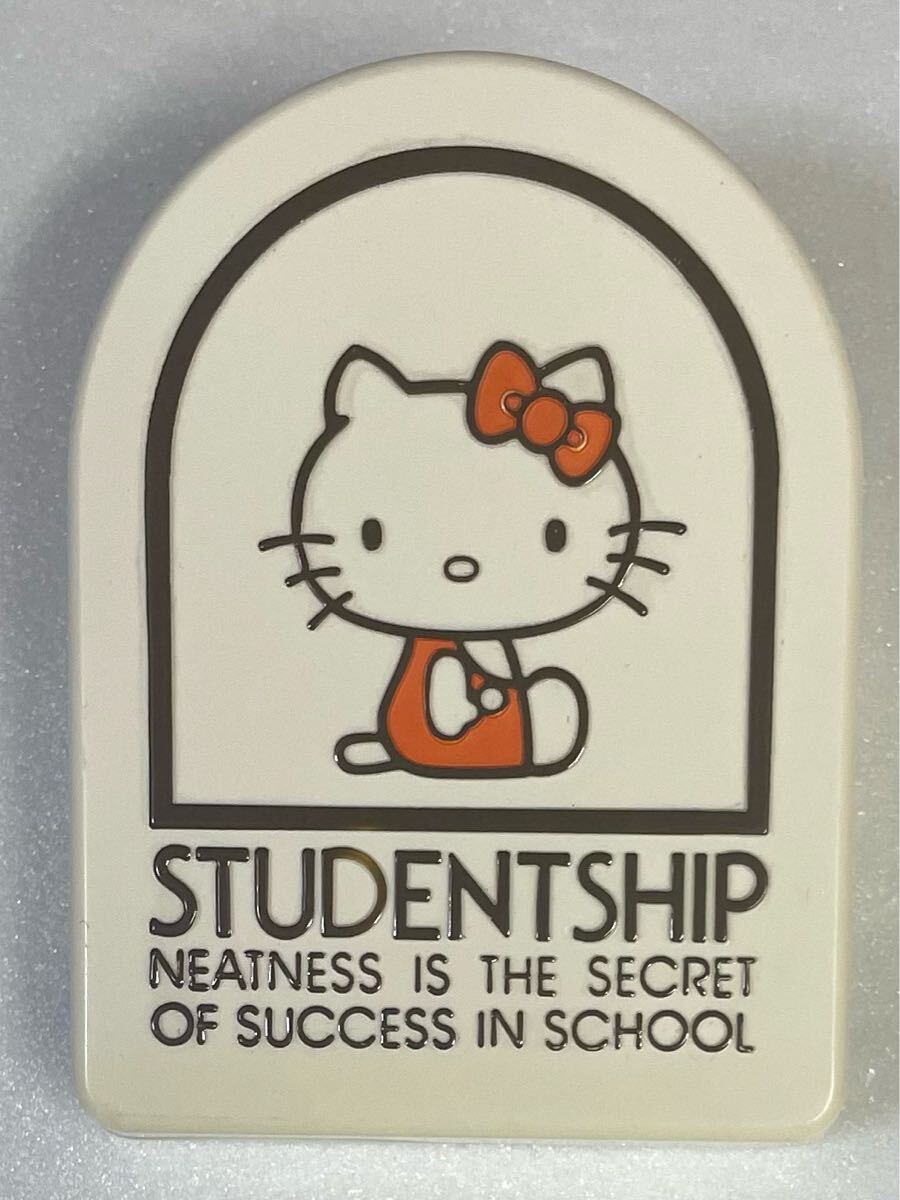 STUDENTSHIP
NEATNESS IS THE SECRET
OF SUCCESS IN SCHOOL